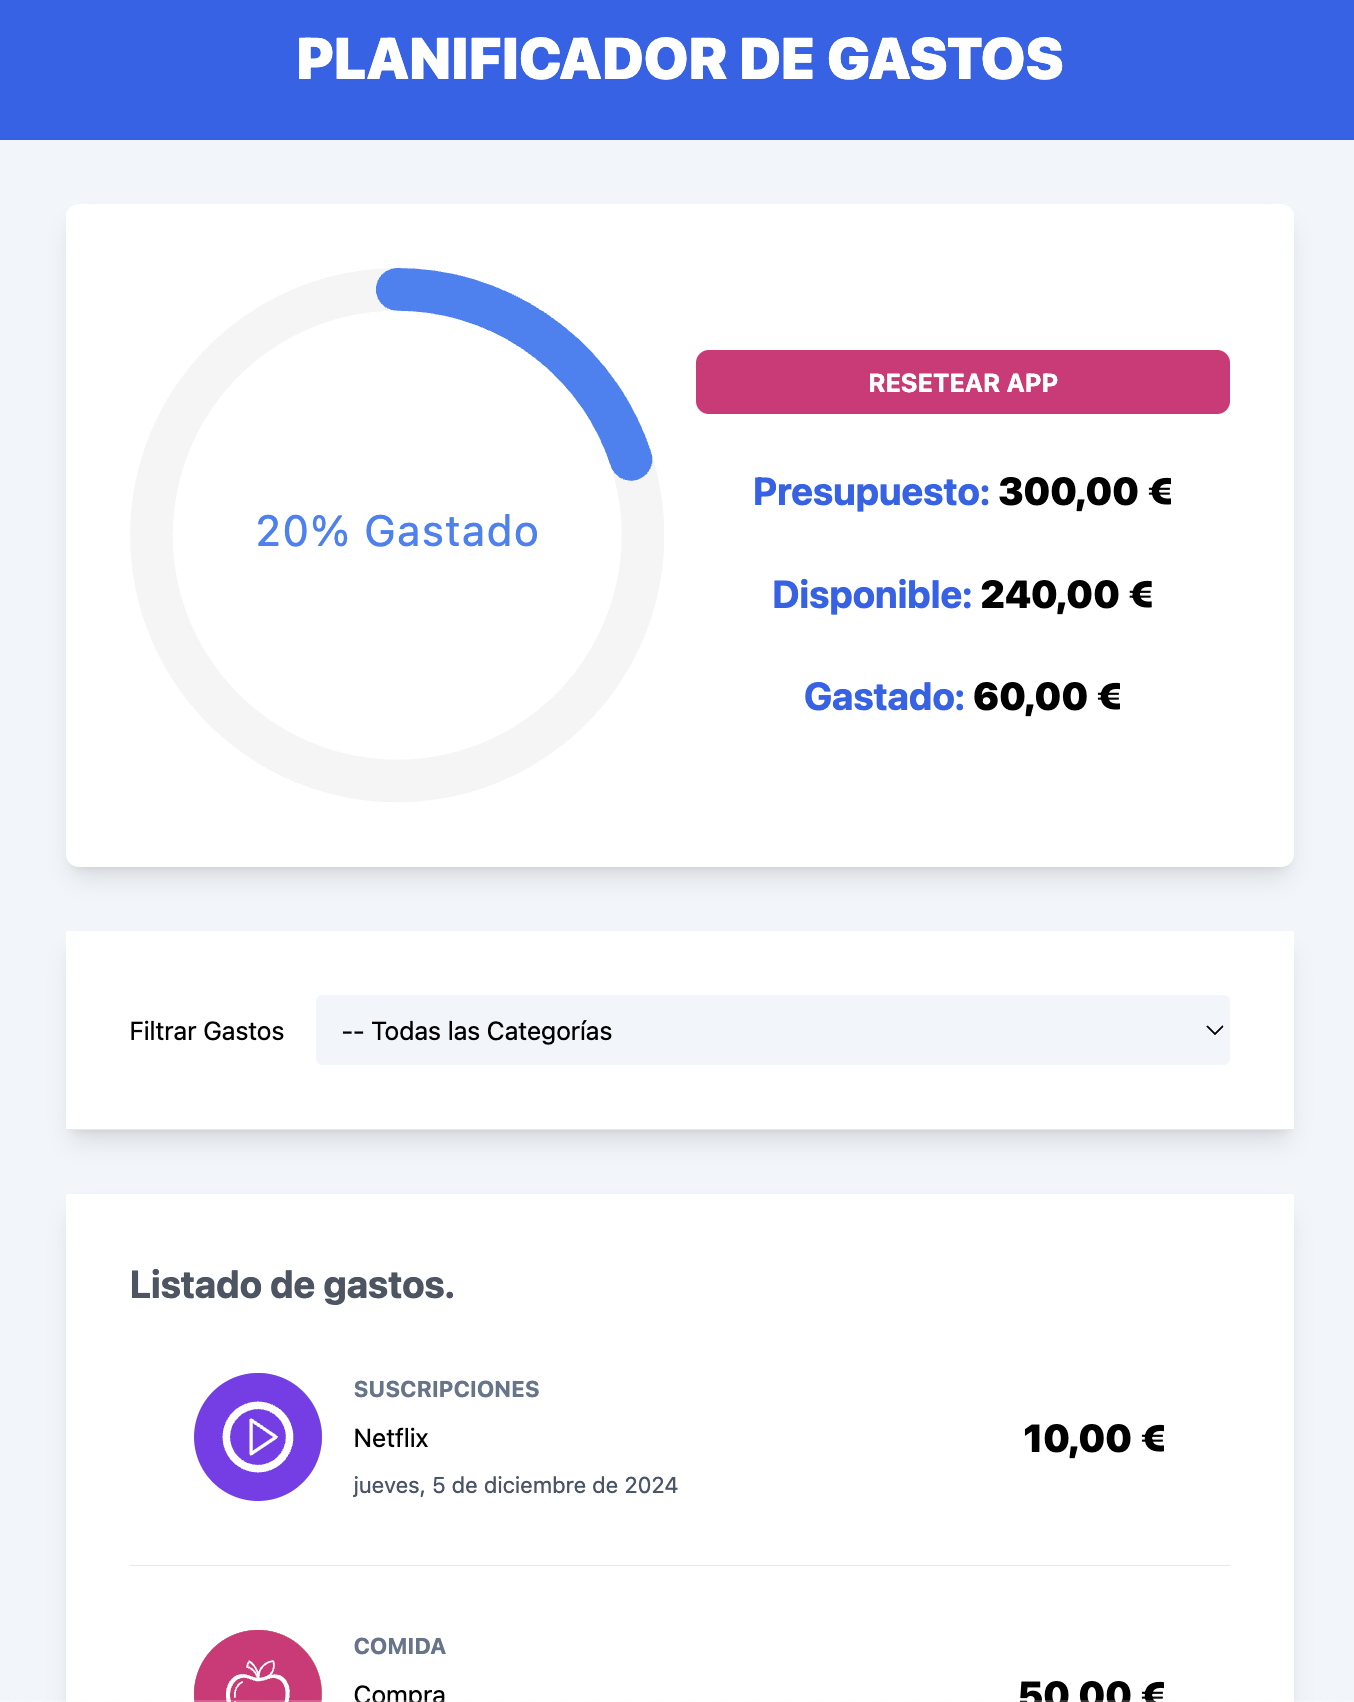 PLANIFICADOR DE GASTOS
20% Gastado
RESETEAR APP
Presupuesto: 300,00 €
Disponible: 240,00 €
Gastado: 60,00 €
Filtrar Gastos
-- Todas las Categorías
Listado de gastos.
SUSCRIPCIONES
Netflix
jueves, 5 de diciembre de 2024
10,00 €
COMIDA
Compra
50,00 €